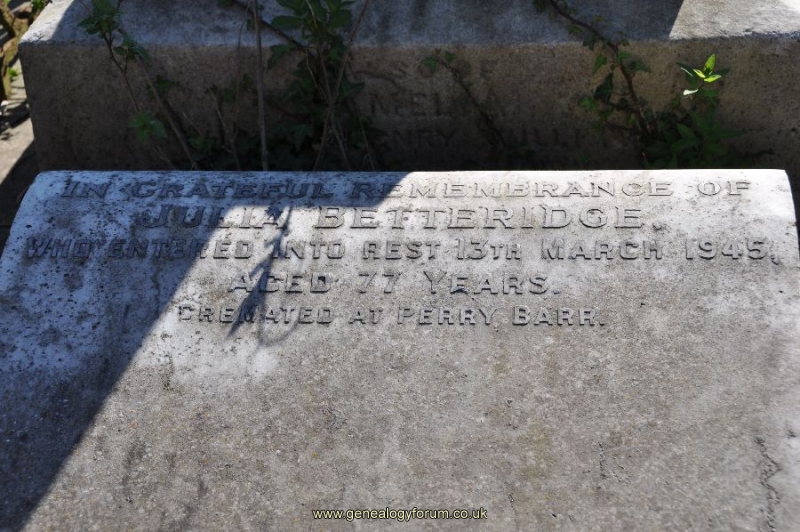 IN GRATEFUL REMEMBRANCE OF
JULIA BETTERIDGE.
WHO ENTERED INTO REST 13TH MARCH 1945,
AGED 77 YEARS.
CREMATED AT PERRY BARR.
www.genealogyforum.co.uk